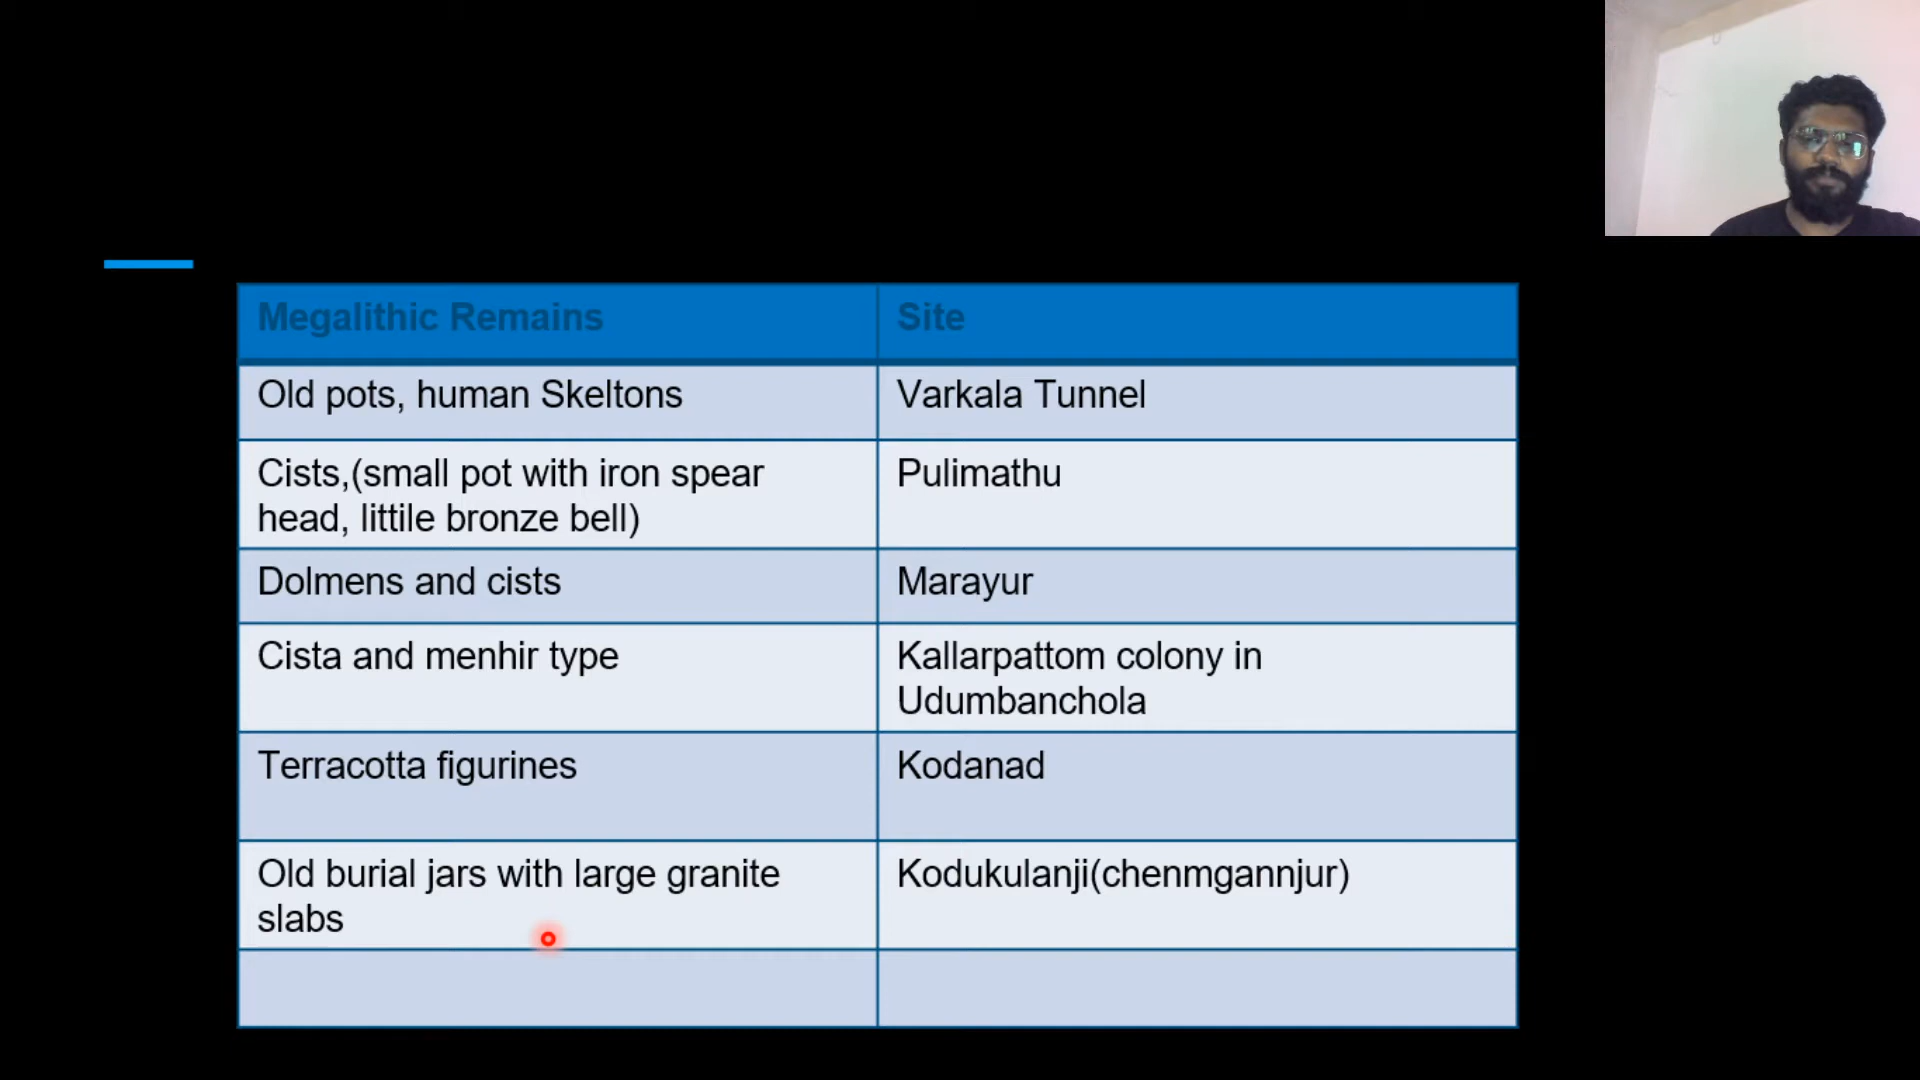 Megalithic Remains Site
Old pots, human Skeltons Varkala Tunnel
Cists,(small pot with iron spear Pulimathu
head, littile bronze bell)
Dolmens and cists Marayur
Cista and menhir type Kallarpattom colony in
Udumbanchola
Terracotta figurines Kodanad
Old burial jars with large granite Kodukulanji(chenmgannjur)
slabs